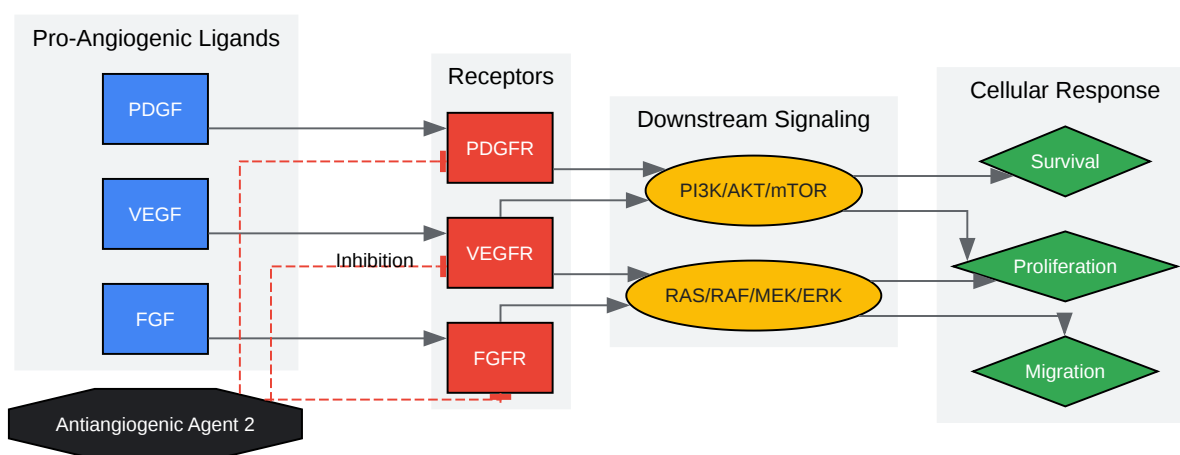 Pro-Angiogenic Ligands
PDGF
VEGF
FGF
Antiangiogenic Agent 2
Inhibition
Receptors
PDGFR
VEGFR
FGFR
Downstream Signaling
PI3K/AKT/mTOR
RAS/RAF/MEK/ERK
Cellular Response
Survival
Proliferation
Migration